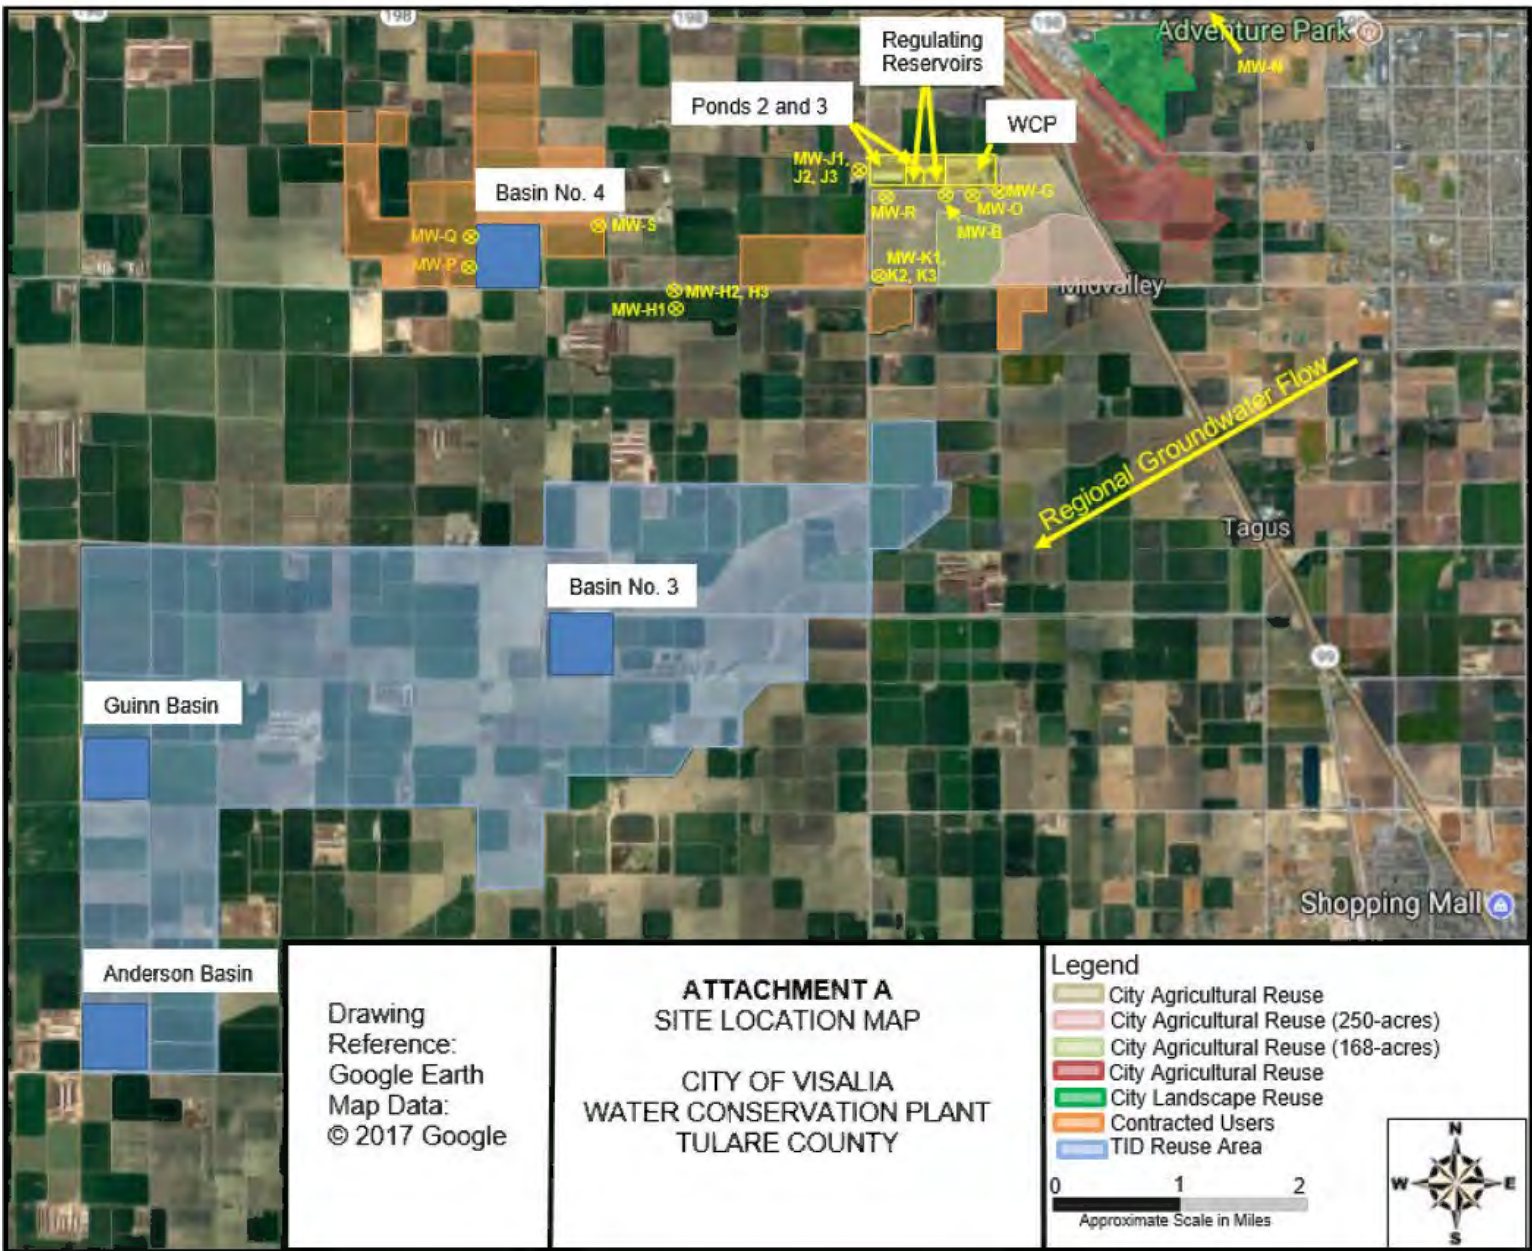 198
198
198
198
Adventure Park
MW-N
Regulating
Reservoirs
Ponds 2 and 3
WCP
MW-J1,
J2, J3
MW-G
MW-R
MW-O
MW-B
Basin No. 4
MW-S
MW-Q
MW-P
MW-K1,
K2, K3
MW-H2, H3
MW-H1
Midvalley
Regional Groundwater Flow
Tagus
Basin No. 3
99
Guinn Basin
Shopping Mall
Anderson Basin
Drawing
Reference:
Google Earth
Map Data:
© 2017 Google
ATTACHMENT A
SITE LOCATION MAP
CITY OF VISALIA
WATER CONSERVATION PLANT
TULARE COUNTY
Legend
City Agricultural Reuse
City Agricultural Reuse (250-acres)
City Agricultural Reuse (168-acres)
City Agricultural Reuse
City Landscape Reuse
Contracted Users
TID Reuse Area
0 1 2
Approximate Scale in Miles
N
W E
S